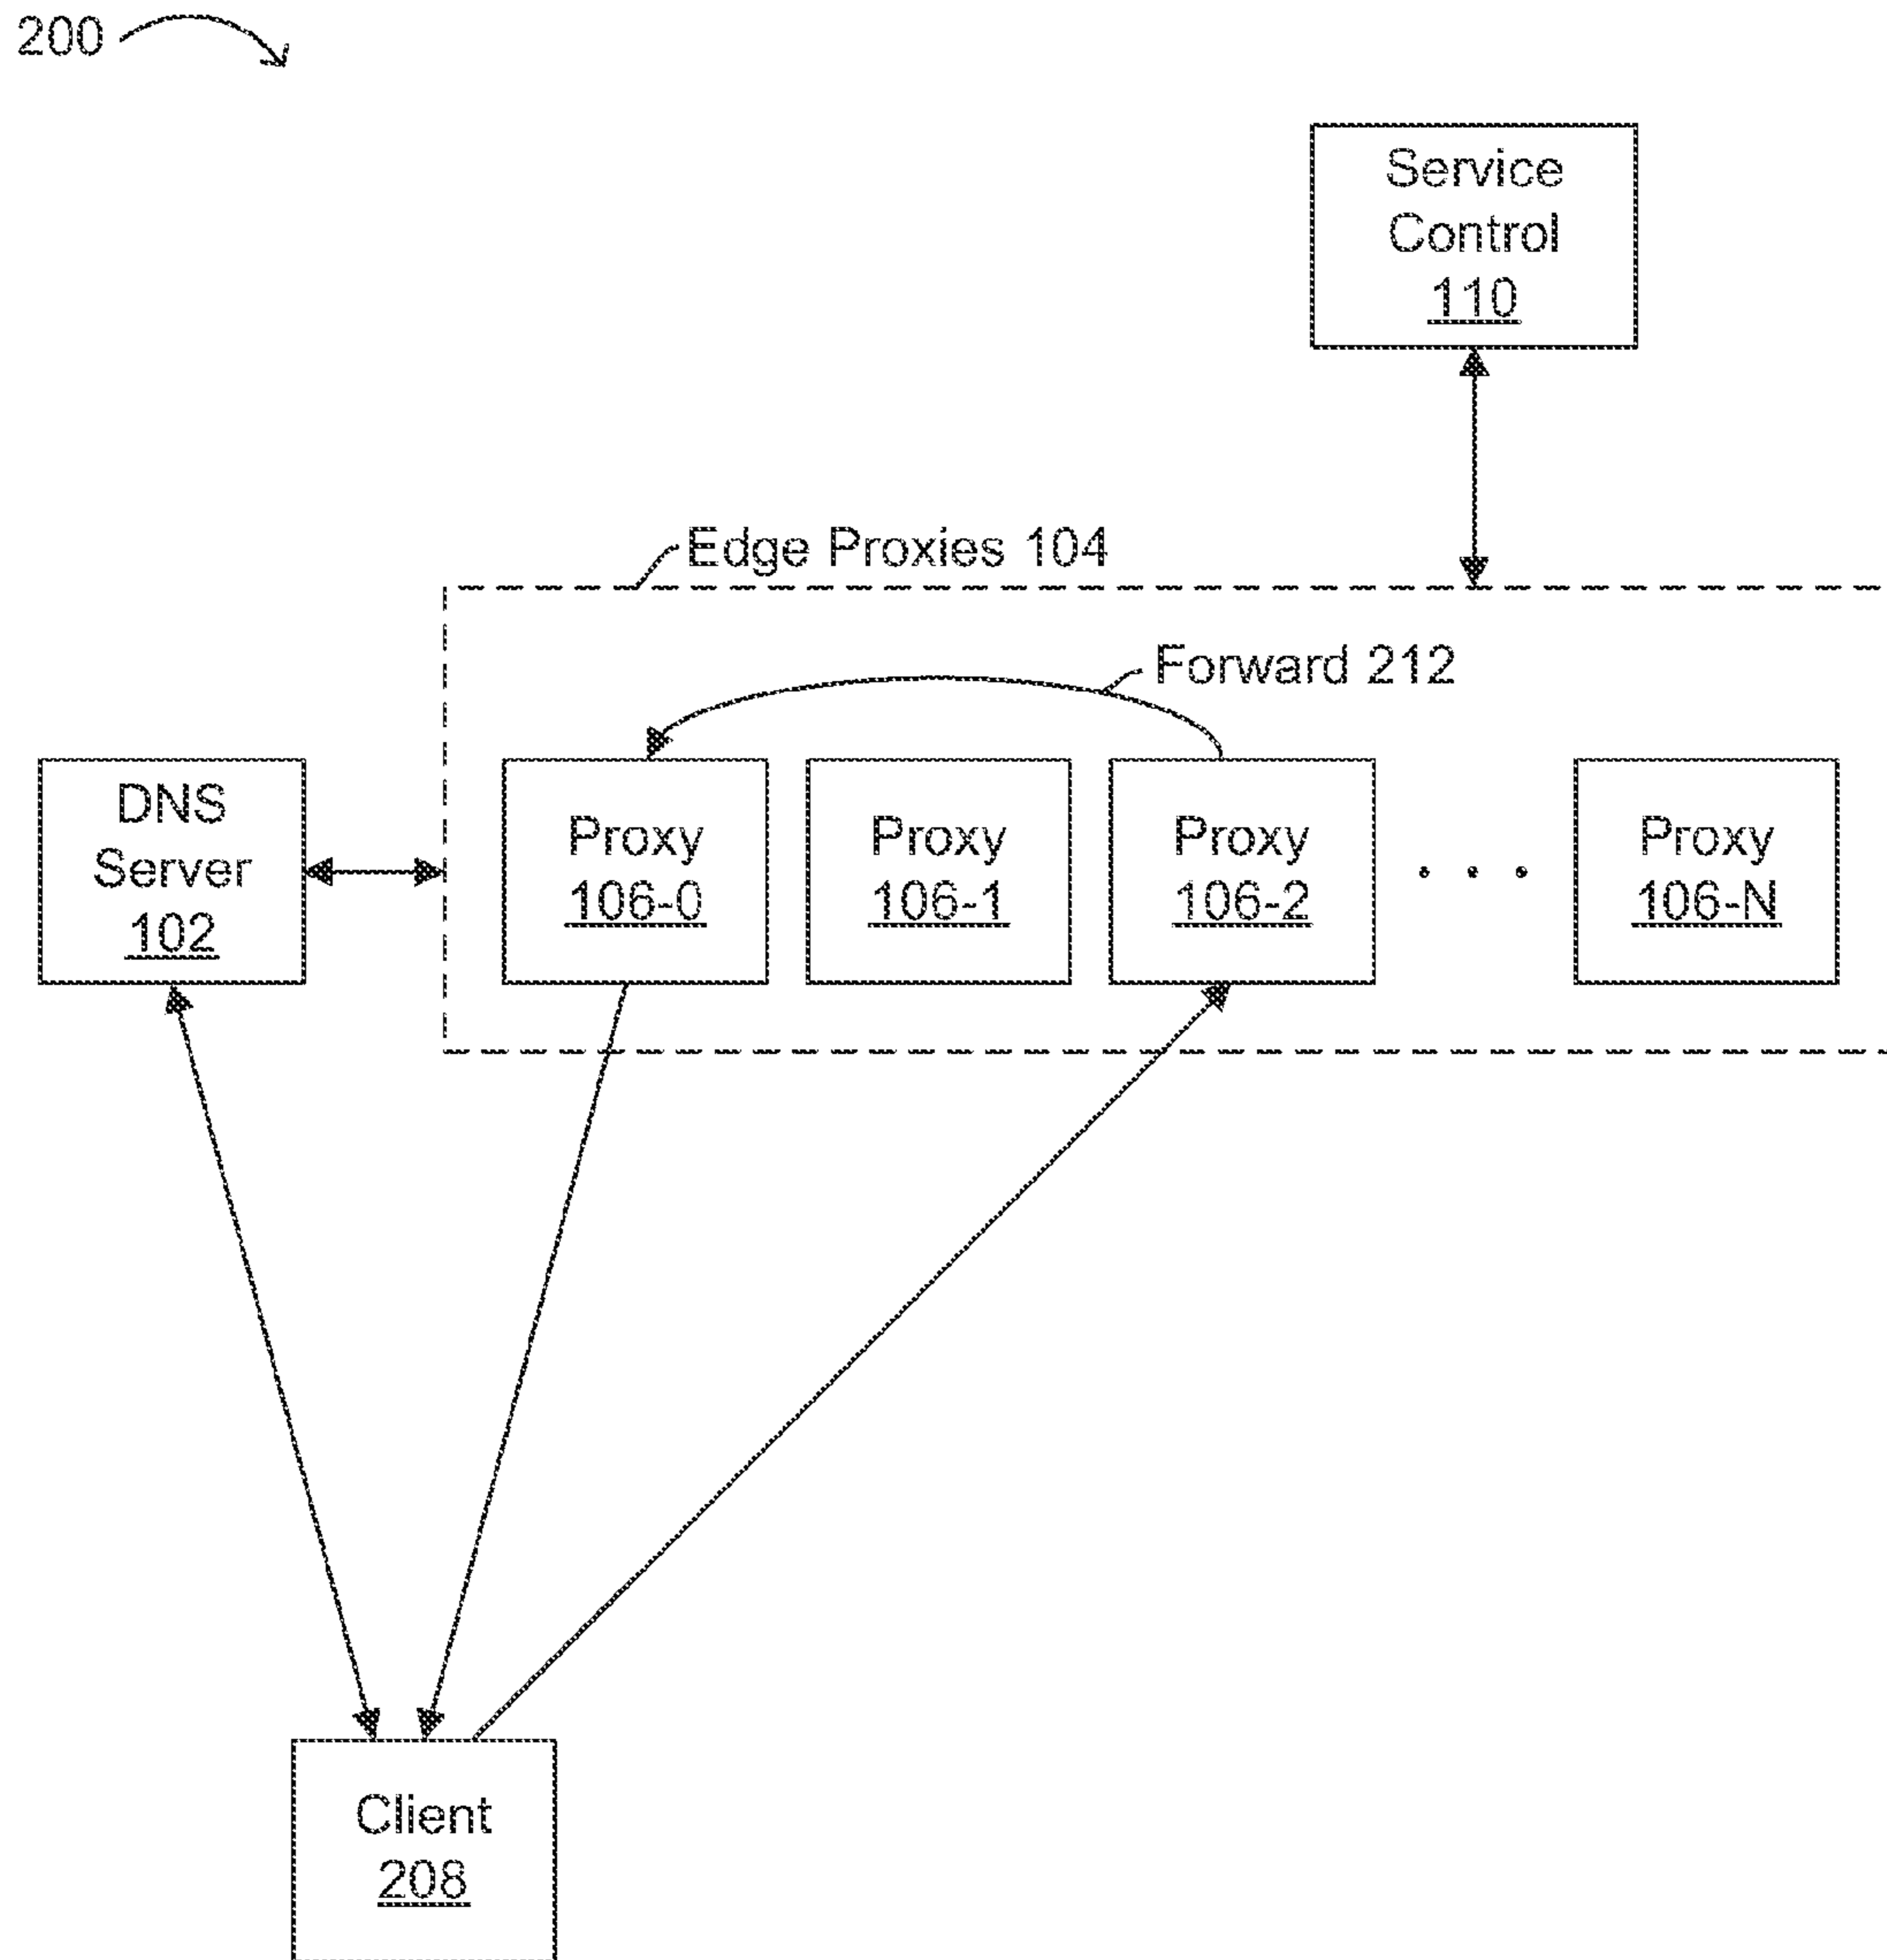 200
Service
Control
110
Edge Proxies 104
Forward 212
DNS
Server
102
Proxy
106-0
Proxy
106-1
Proxy
106-2
. . .
Proxy
106-N
Client
208